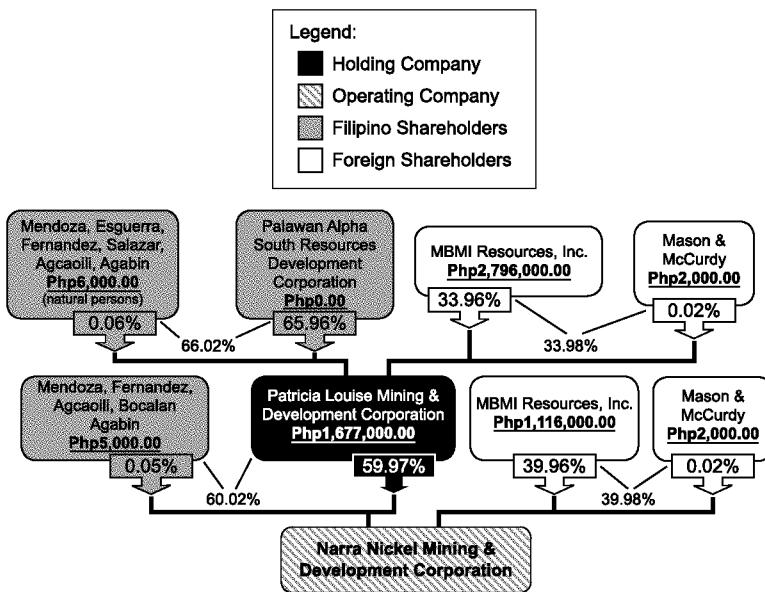 Legend:
Holding Company
Operating Company
Filipino Shareholders
Foreign Shareholders
Mendoza, Esguerra,
Fernandez, Salazar,
Agcaoili, Agabin
Php6,000.00
(natural persons)
0.06%
Palawan Alpha
South Resources
Development
Corporation
Php0.00
65.96%
66.02%
MBMI Resources, Inc.
Php2,796,000.00
33.96%
Mason &
McCurdy
Php2,000.00
0.02%
33.98%
Mendoza, Fernandez,
Agcaoili, Bocalan
Agabin
Php5,000.00
0.05%
Patricia Louise Mining &
Development Corporation
Php1,677,000.00
59.97%
60.02%
MBMI Resources, Inc.
Php1,116,000.00
39.96%
Mason &
McCurdy
Php2,000.00
0.02%
39.98%
Narra Nickel Mining &
Development Corporation